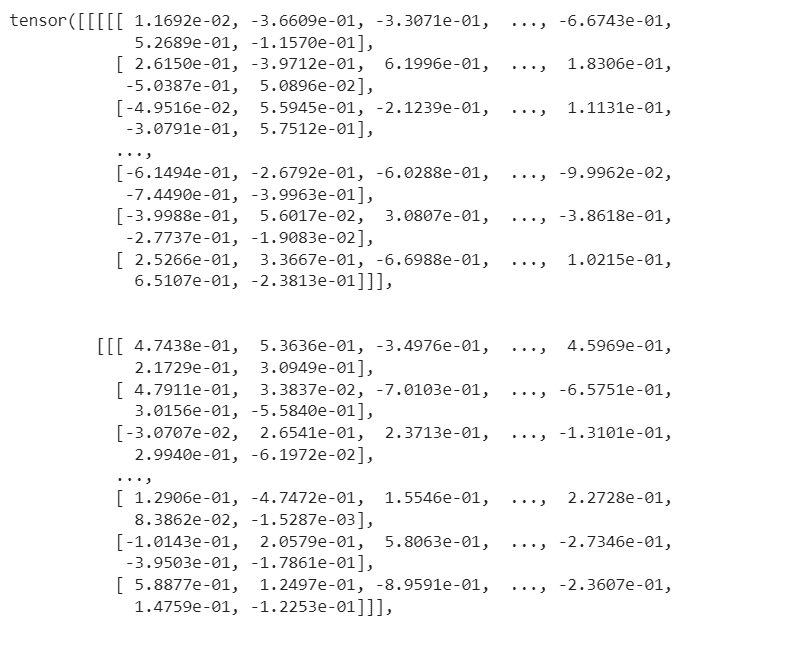 tensor([[[[[ 1.1692e-02, -3.6609e-01, -3.3071e-01,  ..., -6.6743e-01,
             5.2689e-01, -1.1570e-01],
           [ 2.6150e-01, -3.9712e-01,  6.1996e-01,  ...,  1.8306e-01,
            -5.0387e-01,  5.0896e-02],
           [-4.9516e-02,  5.5945e-01, -2.1239e-01,  ...,  1.1131e-01,
            -3.0791e-01,  5.7512e-01],
           ...,
           [-6.1494e-01, -2.6792e-01, -6.0288e-01,  ..., -9.9962e-02,
            -7.4490e-01, -3.9963e-01],
           [-3.9988e-01,  5.6017e-02,  3.0807e-01,  ..., -3.8618e-01,
            -2.7737e-01, -1.9083e-02],
           [ 2.5266e-01,  3.3667e-01, -6.6988e-01,  ...,  1.0215e-01,
             6.5107e-01, -2.3813e-01]]],


         [[[ 4.7438e-01,  5.3636e-01, -3.4976e-01,  ...,  4.5969e-01,
             2.1729e-01,  3.0949e-01],
           [ 4.7911e-01,  3.3837e-02, -7.0103e-01,  ..., -6.5751e-01,
             3.0156e-01, -5.5840e-01],
           [-3.0707e-02,  2.6541e-01,  2.3713e-01,  ..., -1.3101e-01,
             2.9940e-01, -6.1972e-02],
           ...,
           [ 1.2906e-01, -4.7472e-01,  1.5546e-01,  ...,  2.2728e-01,
             8.3862e-02, -1.5287e-03],
           [-1.0143e-01,  2.0579e-01,  5.8063e-01,  ..., -2.7346e-01,
            -3.9503e-01, -1.7861e-01],
           [ 5.8877e-01,  1.2497e-01, -8.9591e-01,  ..., -2.3607e-01,
             1.4759e-01, -1.2253e-01]]],